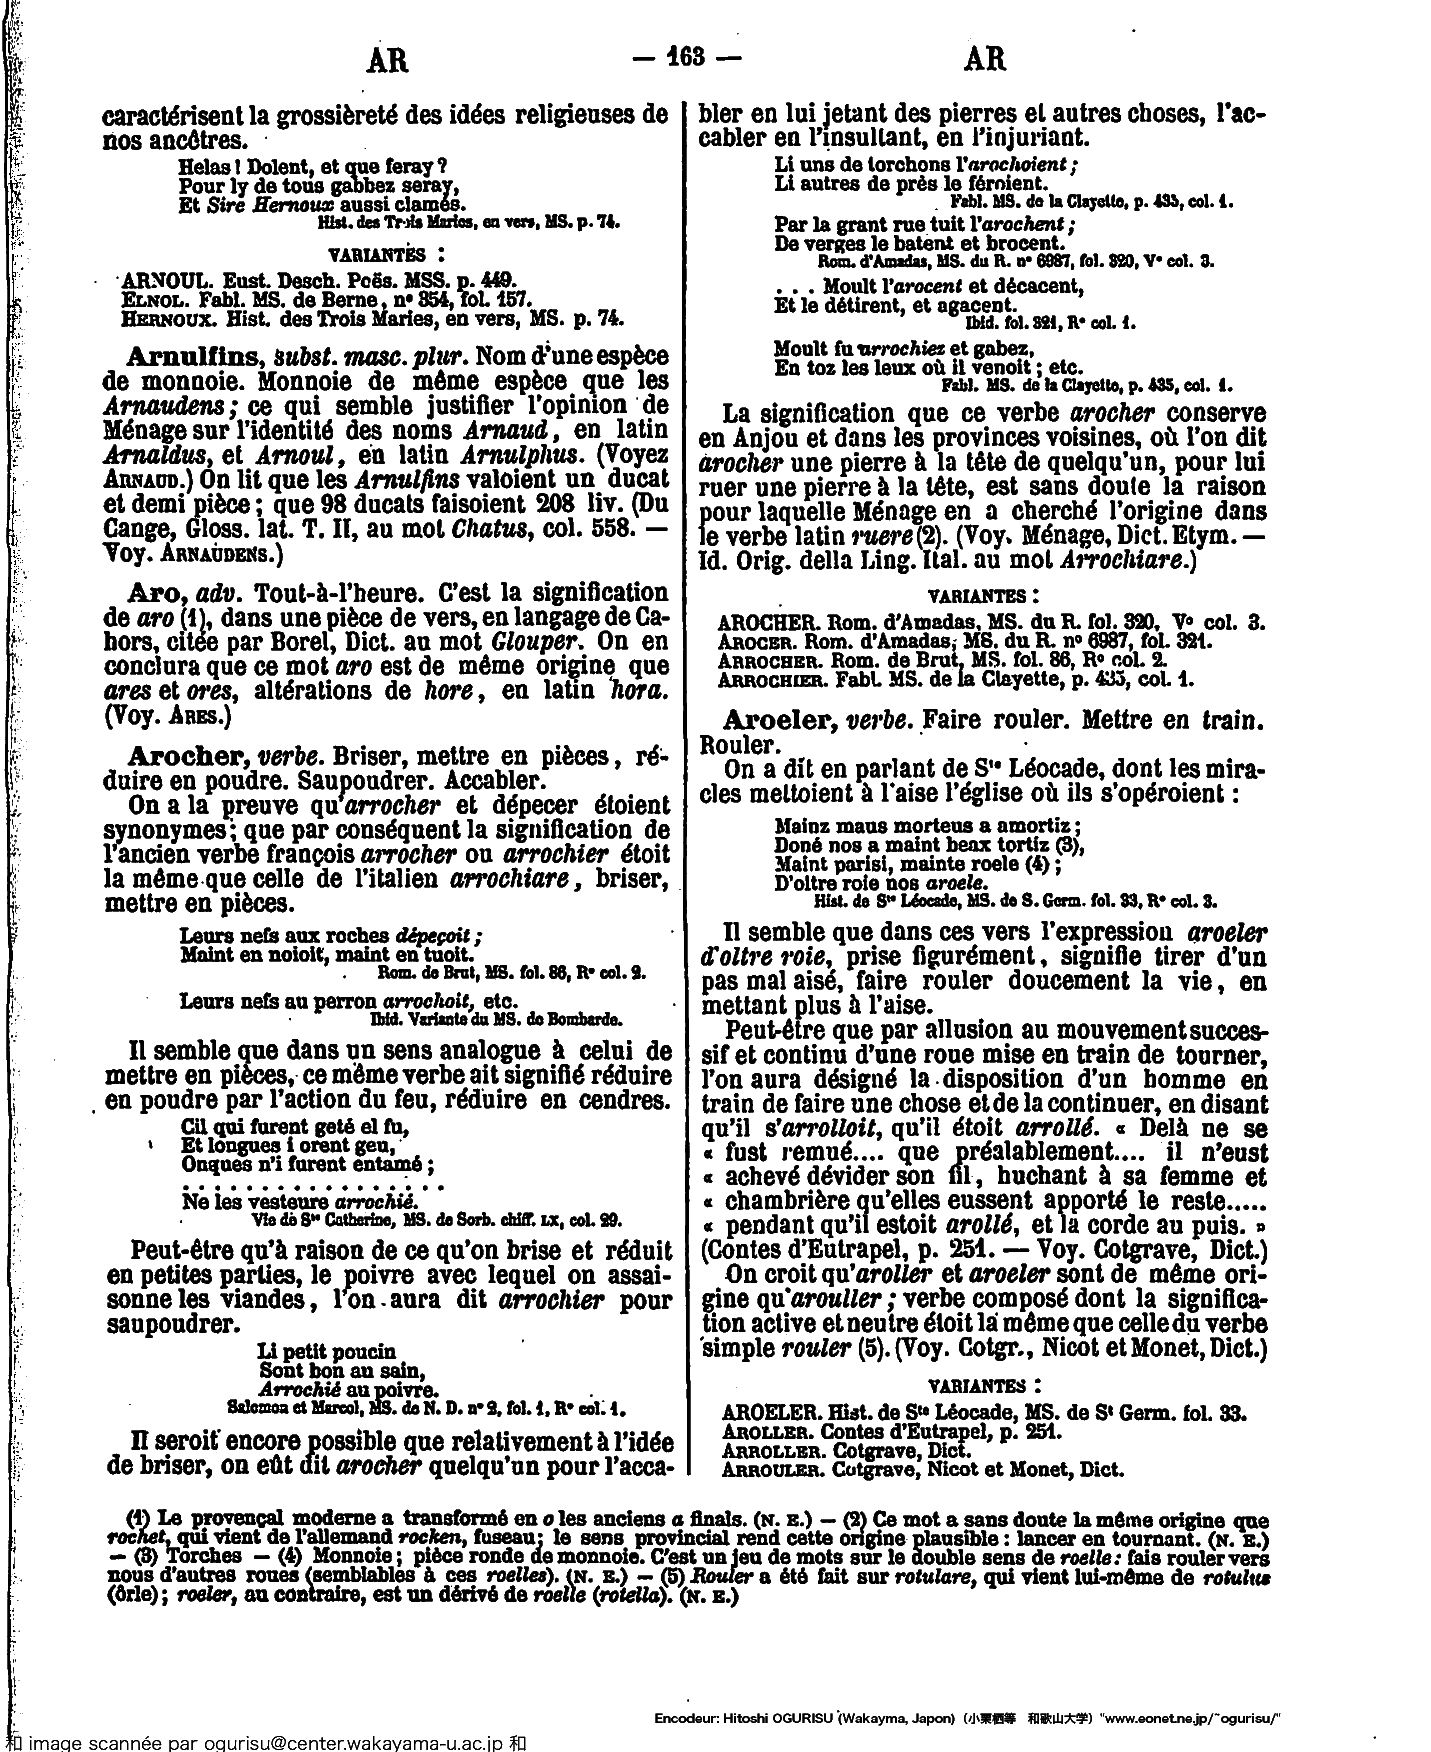 AR — 163 — AR
caractérisent la grossièreté des idées religieuses de
nos ancêtres.
Helas ! Dolent, et que feray ?
Pour ly de tous gabbez seray,
Et Sire Hernoux aussi clamés.
Hist. des Trois Maries, en vers, MS. p. 74.
VARIANTES :
ARNOUL. Eust. Desch. Poës. MSS. p. 449.
ELNOL. Fabl. MS. de Berne, nº 354, fol. 157.
HERNOUX. Hist. des Trois Maries, en vers, MS. p. 74.
Arnulfins, subst. masc. plur. Nom d'une espèce
de monnoie. Monnoie de même espèce que les
Arnaudens ; ce qui semble justifier l'opinion de
Ménage sur l'identité des noms Arnaud, en latin
Arnaldus, et Arnoul, en latin Arnulphus. (Voyez
ARNAUD.) On lit que les Arnulfins valoient un ducat
et demi pièce ; que 98 ducats faisoient 208 liv. (Du
Cange, Gloss. lat. T. II, au mot Chatus, col. 558. —
Voy. ARNAUDENS.)
Aro, adv. Tout-à-l'heure. C'est la signification
de aro (1), dans une pièce de vers, en langage de Ca-
hors, citée par Borel, Dict. au mot Glouper. On en
conclura que ce mot aro est de même origine que
ares et ores, altérations de hore, en latin hora.
(Voy. ARES.)
Arocher, verbe. Briser, mettre en pièces, ré-
duire en poudre. Saupoudrer. Accabler.
On a la preuve qu'arrocher et dépecer étoient
synonymes ; que par conséquent la signification de
l'ancien verbe françois arrocher ou arrochier étoit
la même que celle de l'italien arrochiare, briser,
mettre en pièces.
Leurs nefs aux roches dépeçoit ;
Maint en noioit, maint en tuoit.
Rom. de Brut, MS. fol. 86, Rº col. 2.
Leurs nefs au perron arrochoit, etc.
Ibid. Variante du MS. de Bombarde.
Il semble que dans un sens analogue à celui de
mettre en pièces, ce même verbe ait signifié réduire
en poudre par l'action du feu, réduire en cendres.
Cil qui furent geté el fu,
Et longues i orent geu,
Onques n'i furent entamé ;
. . . . . . . . . . . . . . . . . .
Ne les vesteure arrochié.
Vie de Ste Catherine, MS. de Sorb. chiff. LX, col. 29.
Peut-être qu'à raison de ce qu'on brise et réduit
en petites parties, le poivre avec lequel on assai-
sonne les viandes, l'on aura dit arrochier pour
saupoudrer.
Li petit poucin
Sont bon au sain,
Arrochié au poivre.
Salomon et Marcol, MS. de N. D. nº 2, fol. 1, Rº col. 1.
Il seroit encore possible que relativement à l'idée
de briser, on eût dit arocher quelqu'un pour l'acca-
bler en lui jetant des pierres et autres choses, l'ac-
cabler en l'insultant, en l'injuriant.
Li uns de torchons l'arochoient ;
Li autres de près le féroient.
Fabl. MS. de la Clayette, p. 435, col. 1.
Par la grant rue tuit l'arochent ;
De verges le batent et brocent.
Rom. d'Amadas, MS. du R. nº 6987, fol. 320, Vº col. 3.
. . . Moult l'arocent et décacent,
Et le détirent, et agacent.
Ibid. fol. 321, Rº col. 1.
Moult fu arrochiez et gabez,
En toz les leux où il venoit ; etc.
Fabl. MS. de la Clayette, p. 435, col. 1.
La signification que ce verbe arocher conserve
en Anjou et dans les provinces voisines, où l'on dit
arocher une pierre à la tête de quelqu'un, pour lui
ruer une pierre à la tête, est sans doute la raison
pour laquelle Ménage en a cherché l'origine dans
le verbe latin ruere (2). (Voy. Ménage, Dict. Etym. —
Id. Orig. della Ling. Ital. au mot Arrochiare.)
VARIANTES :
AROCHER. Rom. d'Amadas, MS. du R. fol. 320, Vº col. 3.
AROCER. Rom. d'Amadas, MS. du R. nº 6987, fol. 321.
ARROCHER. Rom. de Brut, MS. fol. 86, Rº col. 2.
ARROCHIER. Fabl. MS. de la Clayette, p. 435, col. 1.
Aroeler, verbe. Faire rouler. Mettre en train.
Rouler.
On a dit en parlant de Ste Léocade, dont les mira-
cles mettoient à l'aise l'église où ils s'opéroient :
Mainz maus morteus a amortiz ;
Doné nos a maint beax tortiz (3),
Maint parisi, mainte roele (4) ;
D'oltre roie nos aroele.
Hist. de Ste Léocade, MS. de S. Germ. fol. 33, Rº col. 3.
Il semble que dans ces vers l'expression aroeler
d'oltre roie, prise figurément, signifie tirer d'un
pas mal aisé, faire rouler doucement la vie, en
mettant plus à l'aise.
Peut-être que par allusion au mouvement succes-
sif et continu d'une roue mise en train de tourner,
l'on aura désigné la disposition d'un homme en
train de faire une chose et de la continuer, en disant
qu'il s'arrolloit, qu'il étoit arrollé. « Delà ne se
« fust remué.... que préalablement.... il n'eust
« achevé dévider son fil, huchant à sa femme et
« chambrière qu'elles eussent apporté le reste.....
« pendant qu'il estoit arollé, et la corde au puis. »
(Contes d'Eutrapel, p. 251. — Voy. Cotgrave, Dict.)
On croit qu'aroller et aroeler sont de même ori-
gine qu'arouller ; verbe composé dont la significa-
tion active et neutre étoit la même que celle du verbe
simple rouler (5). (Voy. Cotgr., Nicot et Monet, Dict.)
VARIANTES :
AROELER. Hist. de Ste Léocade, MS. de St Germ. fol. 33.
AROLLER. Contes d'Eutrapel, p. 251.
ARROLLER. Cotgrave, Dict.
ARROULER. Cotgrave, Nicot et Monet, Dict.
(1) Le provençal moderne a transformé en o les anciens a finals. (N. E.) — (2) Ce mot a sans doute la même origine que
rochet, qui vient de l'allemand rocken, fuseau ; le sens provincial rend cette origine plausible : lancer en tournant. (N. E.)
— (3) Torches — (4) Monnoie ; pièce ronde de monnoie. C'est un jeu de mots sur le double sens de roelle : fais rouler vers
nous d'autres roues (semblables à ces roelles). (N. E.) — (5) Rouler a été fait sur rotulare, qui vient lui-même de rotulus
(ôrle) ; roeler, au contraire, est un dérivé de roelle (rotella). (N. E.)
Encodeur: Hitoshi OGURISU (Wakayma, Japon) (小栗栖等 和歌山大学) "www.eonet.ne.jp/~ogurisu/"
和 image scannée par ogurisu@center.wakayama-u.ac.jp 和